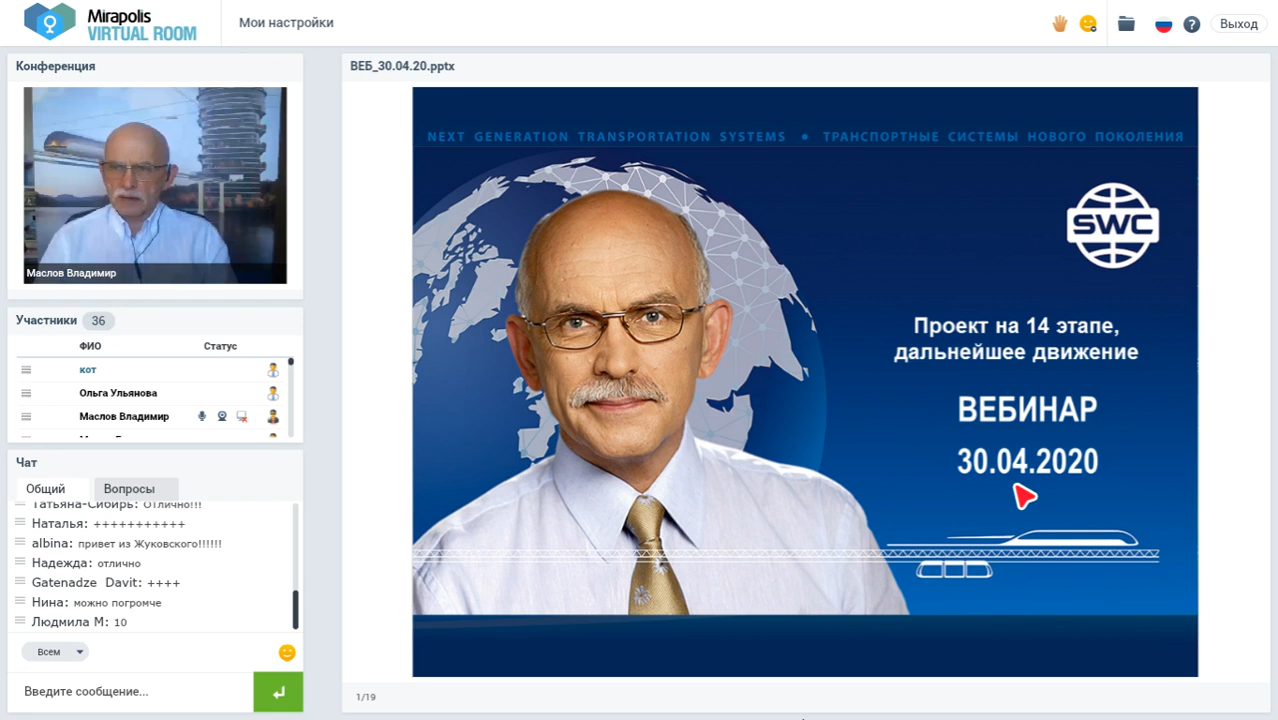 Mirapolis
VIRTUAL ROOM
Мои настройки
?
Выход
Конференция
Маслов Владимир
Участники 36
ФИО Статус
кот
Ольга Ульянова
Маслов Владимир
Чат
Общий Вопросы
Татьяна-Сибирь: Отлично!!!
Наталья: +++++++++++
albina: привет из Жуковского!!!!!!
Надежда: отлично
Gatenadze Davit: ++++
Нина: можно погромче
Людмила М: 10
Всем
Введите сообщение...
ВЕБ_30.04.20.pptx
NEXT GENERATION TRANSPORTATION SYSTEMS • ТРАНСПОРТНЫЕ СИСТЕМЫ НОВОГО ПОКОЛЕНИЯ
SWC
Проект на 14 этапе,
дальнейшее движение
ВЕБИНАР
30.04.2020
1/19